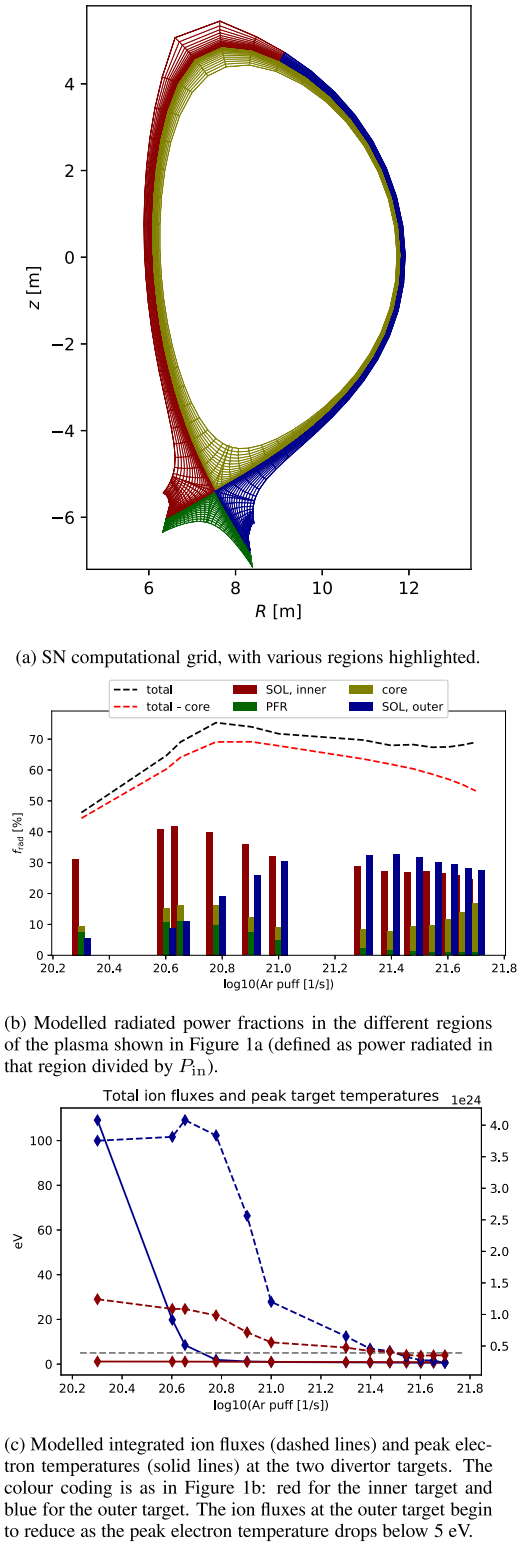 4
2
0
−2
−4
−6
z [m]
6 8 10 12
R [m]
(a) SN computational grid, with various regions highlighted.
total
total - core
SOL, inner
PFR
core
SOL, outer
70
60
50
40
30
20
10
0
f_rad [%]
20.2 20.4 20.6 20.8 21.0 21.2 21.4 21.6 21.8
log10(Ar puff [1/s])
(b) Modelled radiated power fractions in the different regions
of the plasma shown in Figure 1a (defined as power radiated in
that region divided by P_in).
Total ion fluxes and peak target temperatures
1e24
100
80
60
40
20
0
eV
4.0
3.5
3.0
2.5
2.0
1.5
1.0
0.5
20.2 20.4 20.6 20.8 21.0 21.2 21.4 21.6 21.8
log10(Ar puff [1/s])
(c) Modelled integrated ion fluxes (dashed lines) and peak elec-
tron temperatures (solid lines) at the two divertor targets. The
colour coding is as in Figure 1b: red for the inner target and
blue for the outer target. The ion fluxes at the outer target begin
to reduce as the peak electron temperature drops below 5 eV.